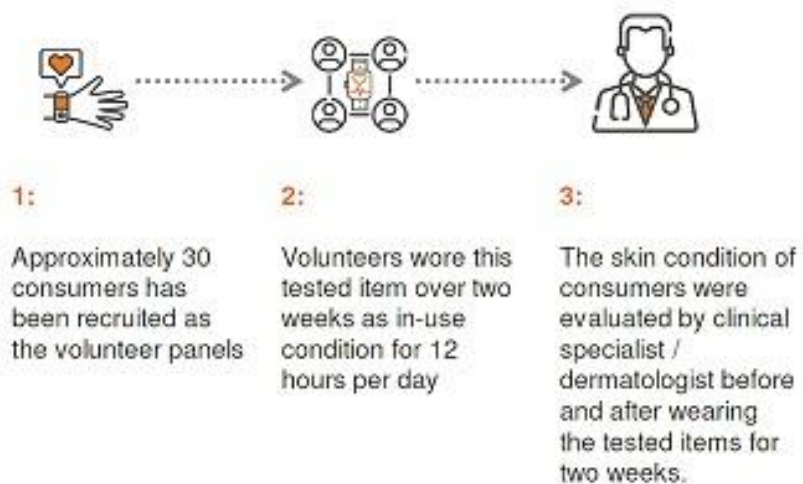 1:
Approximately 30
consumers has
been recruited as
the volunteer panels
2:
Volunteers wore this
tested item over two
weeks as in-use
condition for 12
hours per day
3:
The skin condition of
consumers were
evaluated by clinical
specialist /
dermatologist before
and after wearing
the tested items for
two weeks.